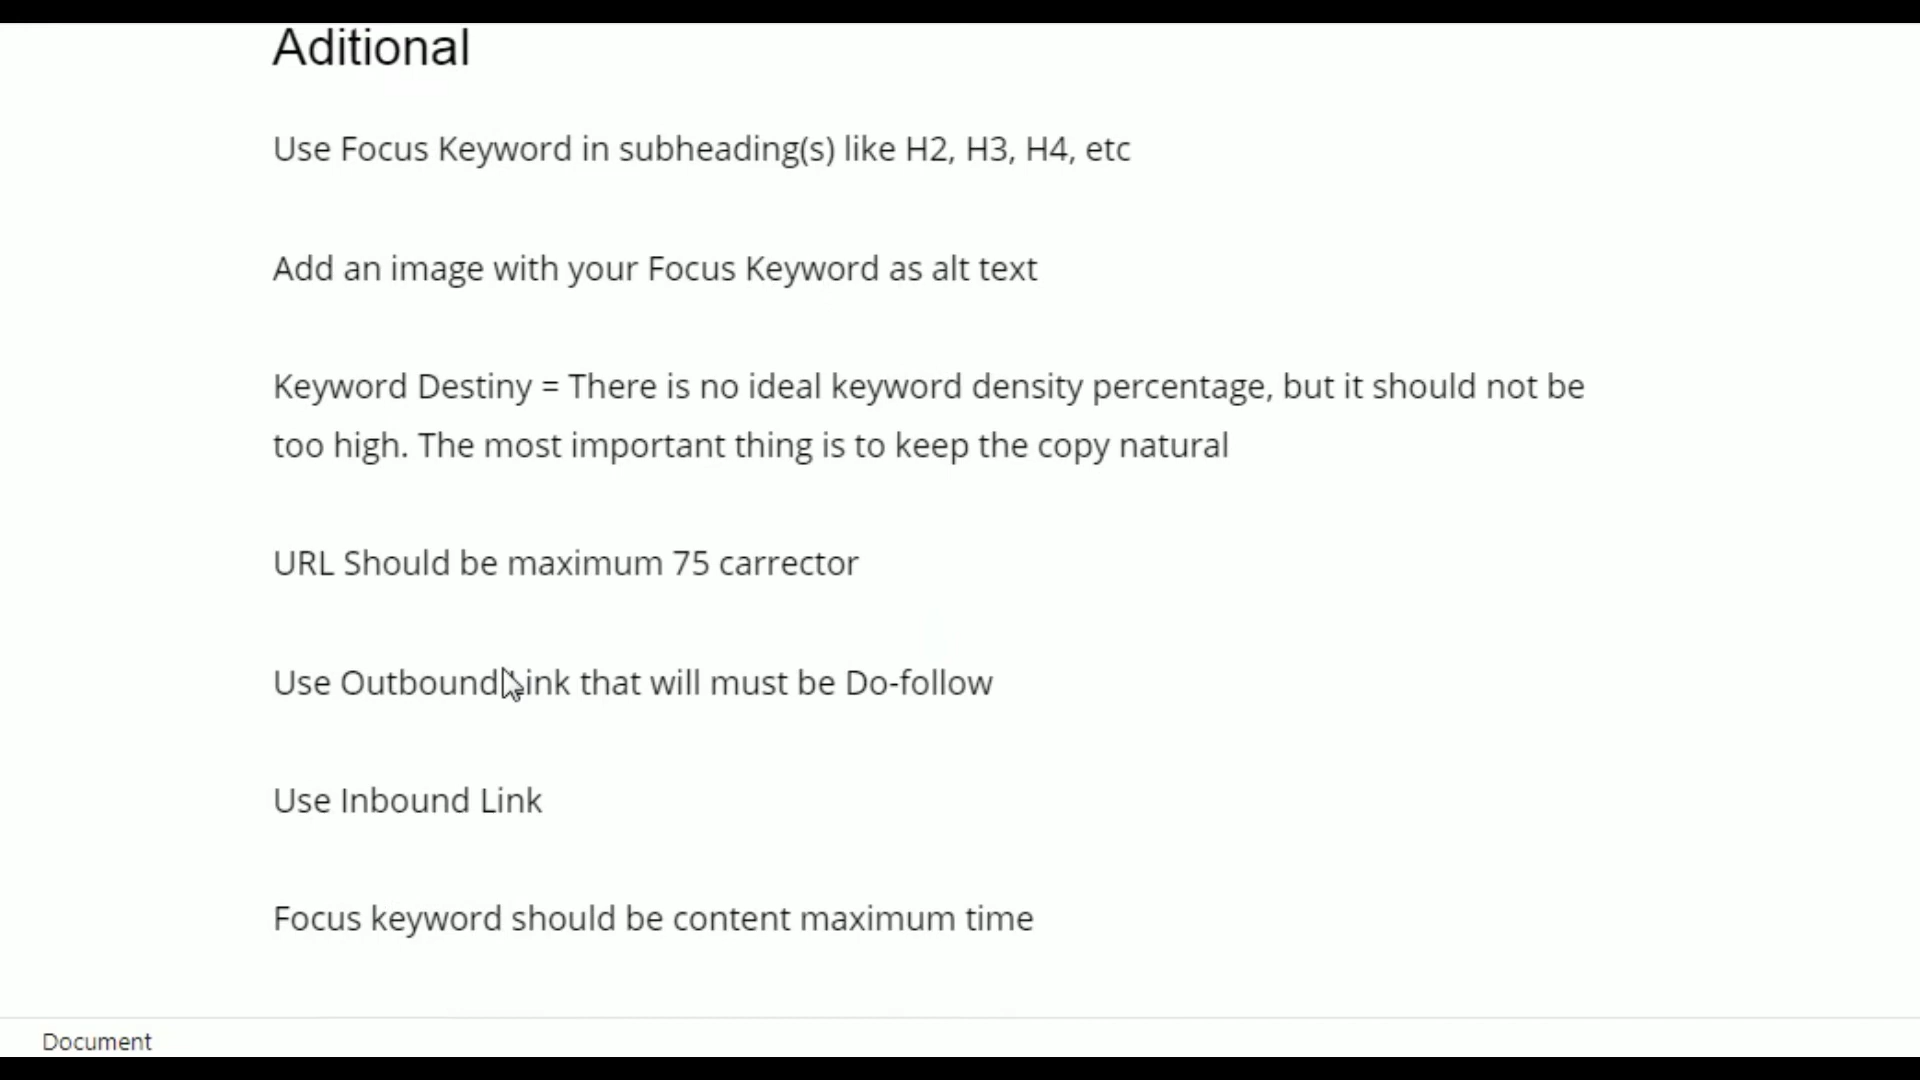 Aditional
Use Focus Keyword in subheading(s) like H2, H3, H4, etc
Add an image with your Focus Keyword as alt text
Keyword Destiny = There is no ideal keyword density percentage, but it should not be
too high. The most important thing is to keep the copy natural
URL Should be maximum 75 carrector
Use Outbound Link that will must be Do-follow
Use Inbound Link
Focus keyword should be content maximum time
Document